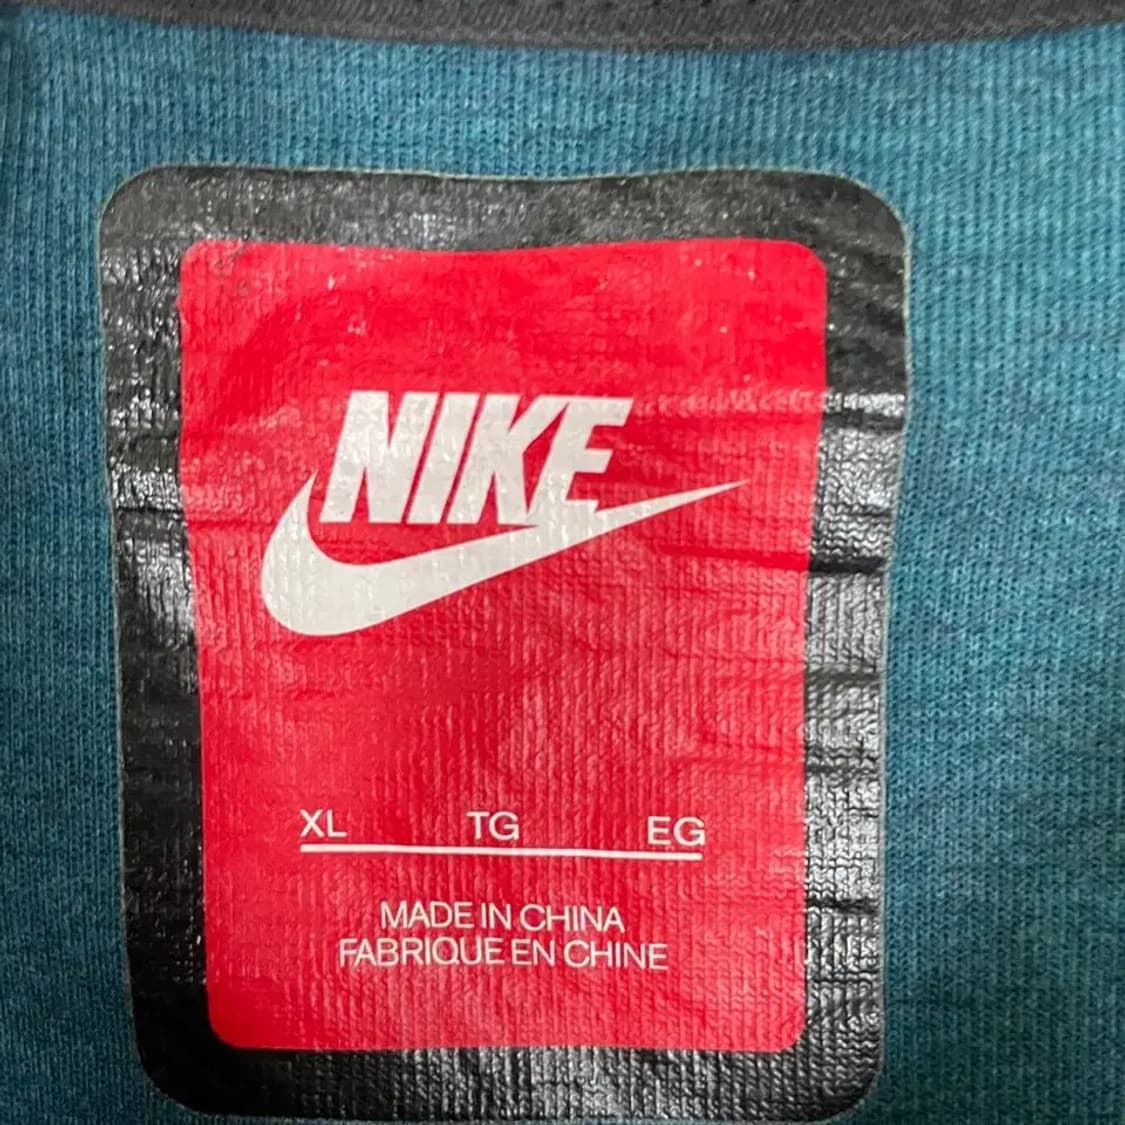 NIKE
XL TG EG
MADE IN CHINA
FABRIQUE EN CHINE